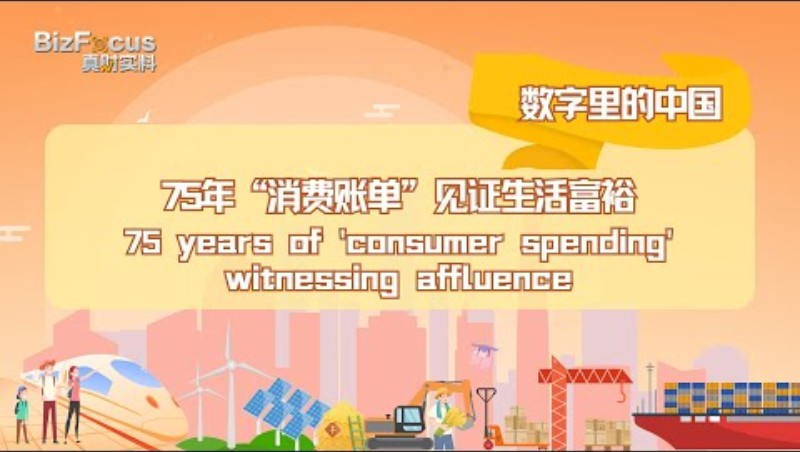 BizFocus
真财实料
数字里的中国
75年“消费账单”见证生活富裕
75 years of 'consumer spending'
witnessing affluence